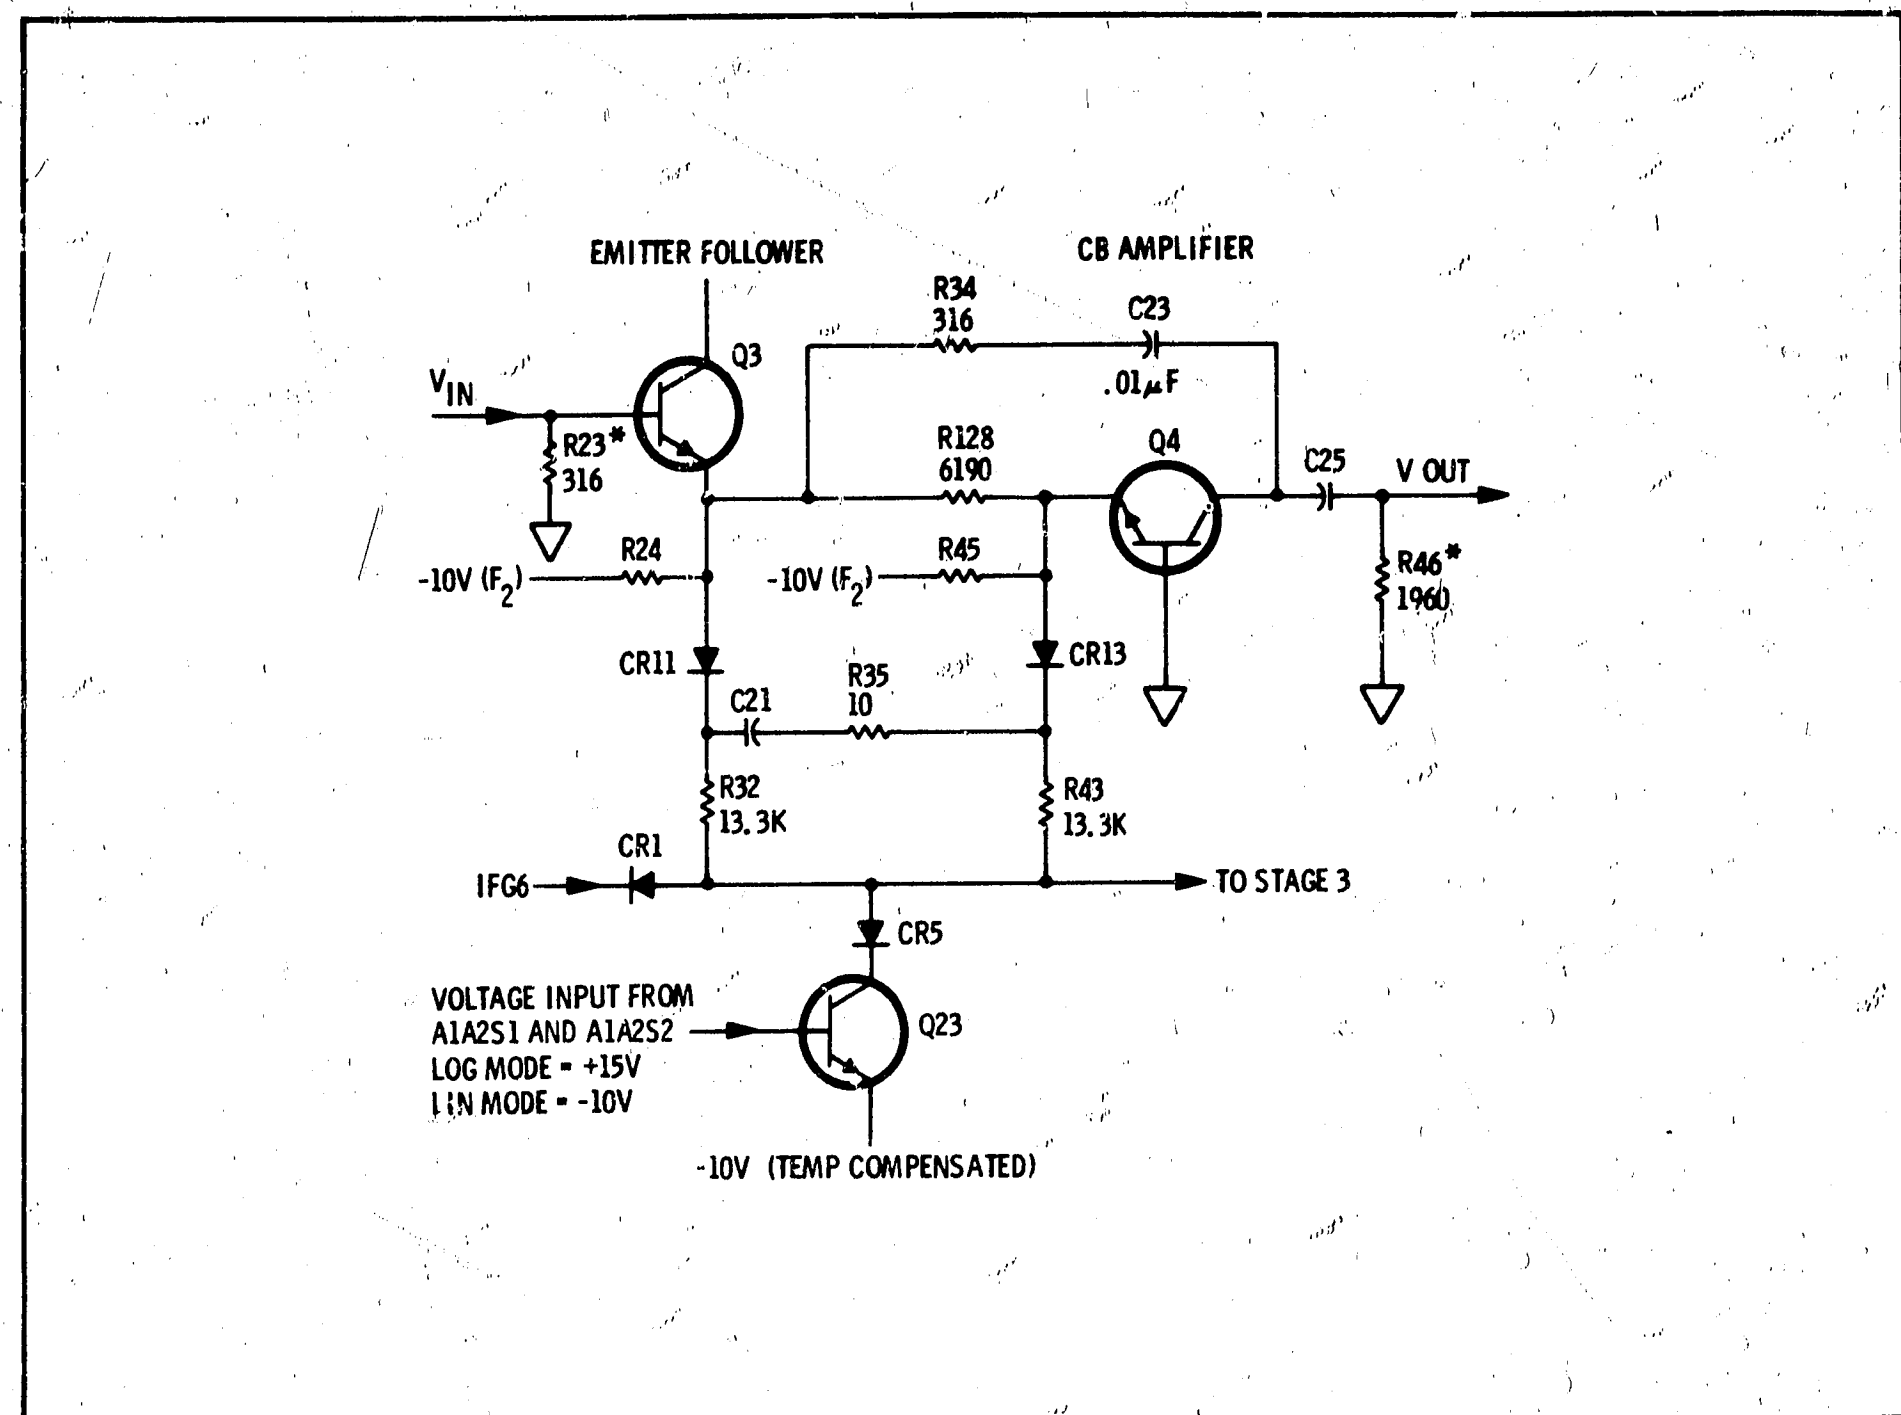 EMITTER FOLLOWER
CB AMPLIFIER
R34
316
C23
.01µF
Q3
VIN
R23*
316
R128
6190
Q4
C25
V OUT
R24
-10V (F2)
R45
-10V (F2)
R46*
1960
CR11
CR13
C21
R35
10
R32
13.3K
R43
13.3K
CR1
IFG6
TO STAGE 3
CR5
VOLTAGE INPUT FROM
A1A2S1 AND A1A2S2
LOG MODE = +15V
LIN MODE = -10V
Q23
-10V (TEMP COMPENSATED)